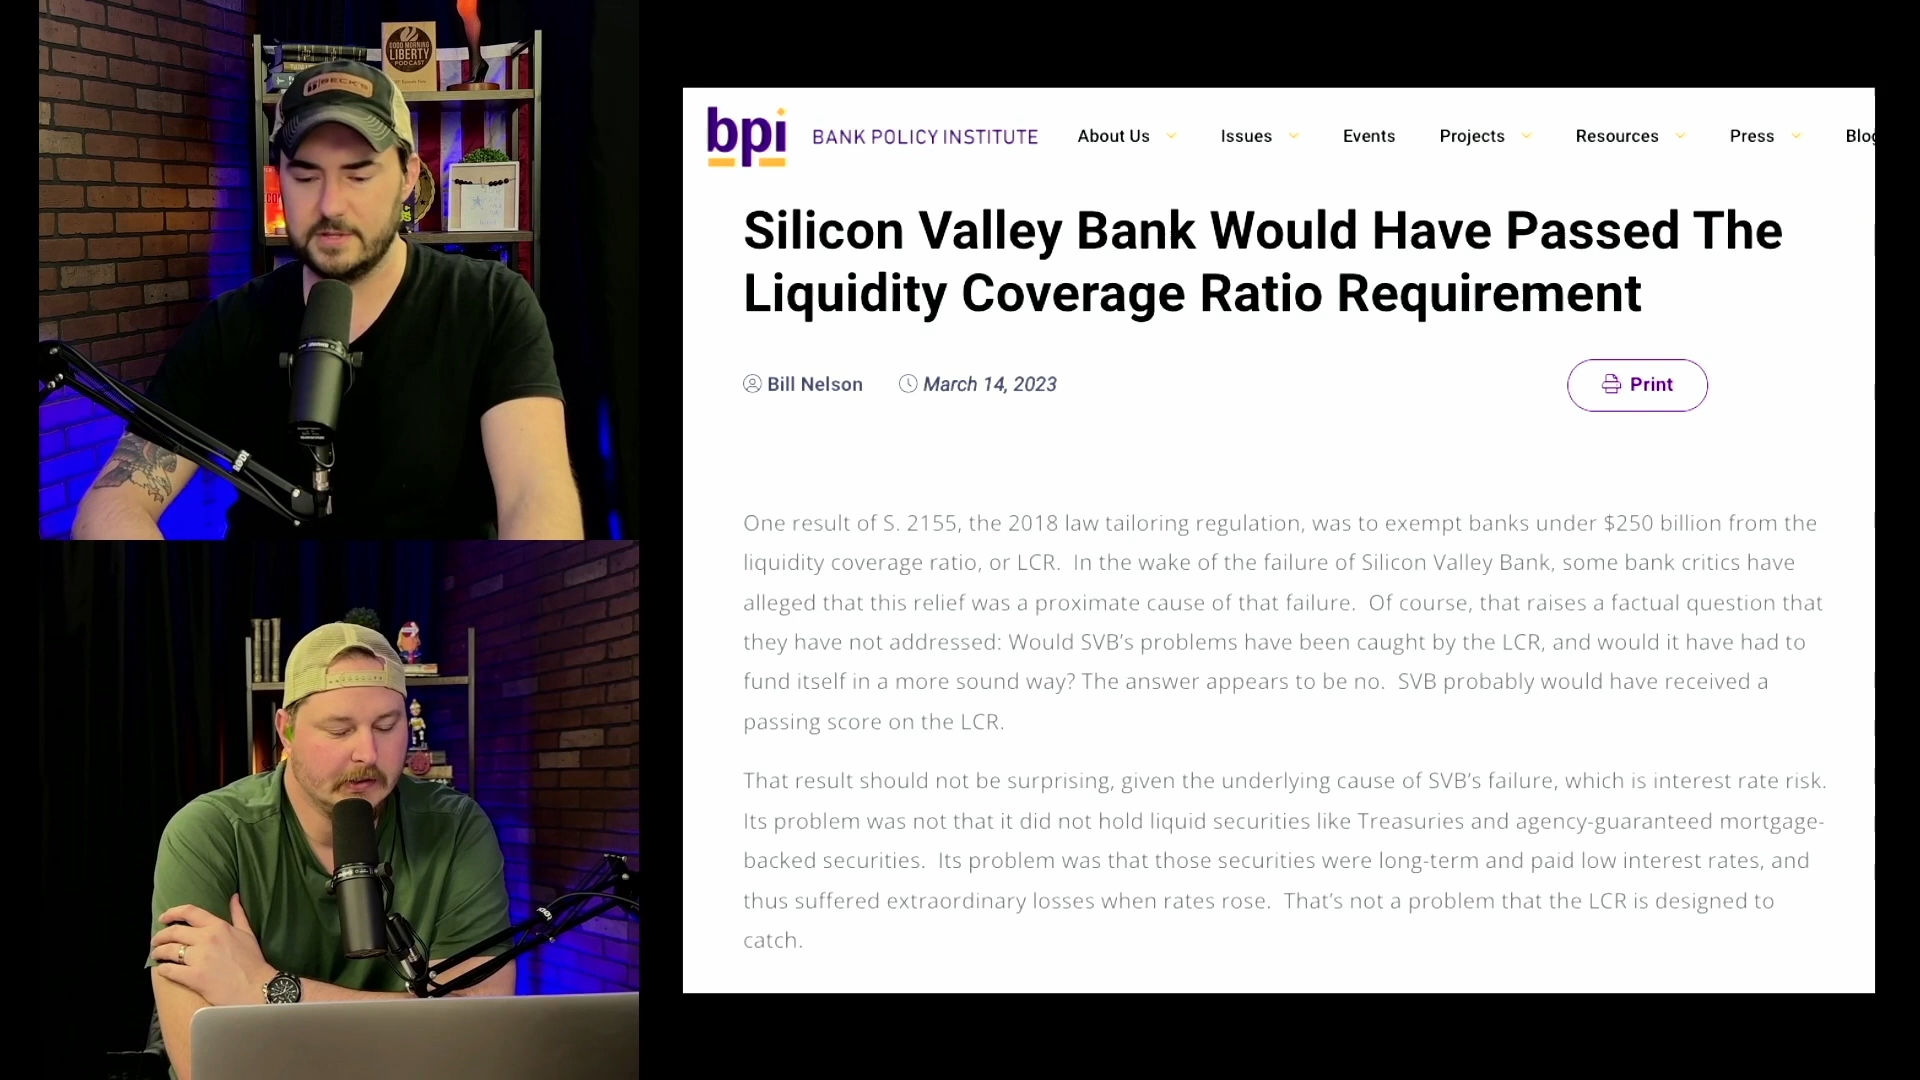 GOOD MORNING
LIBERTY
PODCAST
BECK'S
RØDE
bpi BANK POLICY INSTITUTE
About Us Issues Events Projects Resources Press Blog
Silicon Valley Bank Would Have Passed The
Liquidity Coverage Ratio Requirement
Bill Nelson March 14, 2023 Print
One result of S. 2155, the 2018 law tailoring regulation, was to exempt banks under $250 billion from the
liquidity coverage ratio, or LCR. In the wake of the failure of Silicon Valley Bank, some bank critics have
alleged that this relief was a proximate cause of that failure. Of course, that raises a factual question that
they have not addressed: Would SVB’s problems have been caught by the LCR, and would it have had to
fund itself in a more sound way? The answer appears to be no. SVB probably would have received a
passing score on the LCR.
That result should not be surprising, given the underlying cause of SVB’s failure, which is interest rate risk.
Its problem was not that it did not hold liquid securities like Treasuries and agency-guaranteed mortgage-
backed securities. Its problem was that those securities were long-term and paid low interest rates, and
thus suffered extraordinary losses when rates rose. That’s not a problem that the LCR is designed to
catch.